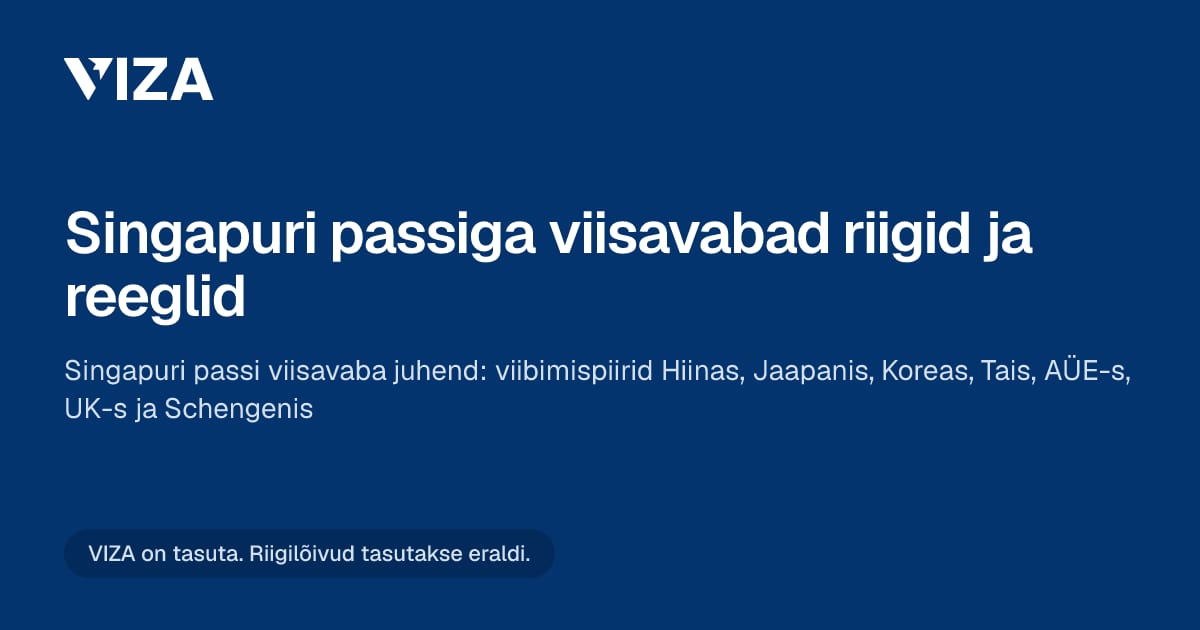 VIZA
Singapuri passiga viisavabad riigid ja
reeglid
Singapuri passi viisavaba juhend: viibimispiirid Hiinas, Jaapanis, Koreas, Tais, AÜE-s,
UK-s ja Schengenis
VIZA on tasuta. Riigilõivud tasutakse eraldi.